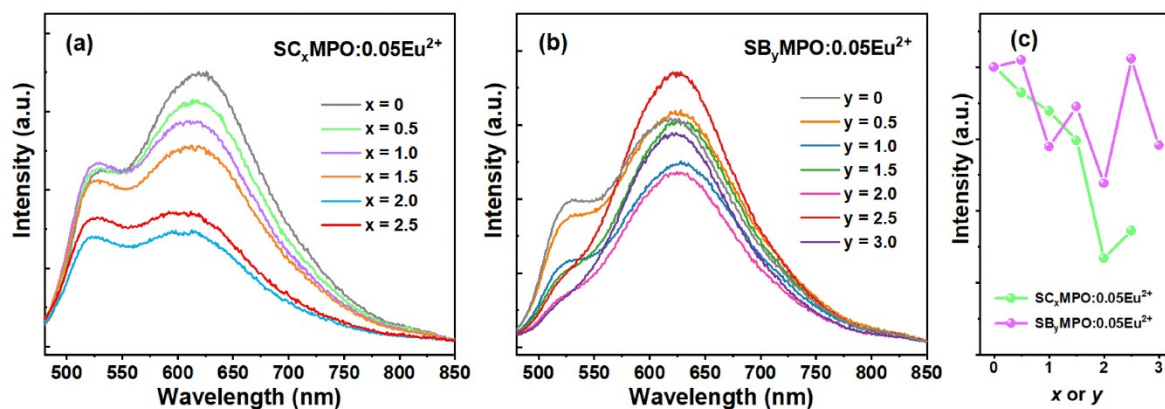 (a)
SCₓMPO:0.05Eu²⁺
x = 0
x = 0.5
x = 1.0
x = 1.5
x = 2.0
x = 2.5
Intensity (a.u.)
500 550 600 650 700 750 800 850
Wavelength (nm)
(b)
SB_yMPO:0.05Eu²⁺
y = 0
y = 0.5
y = 1.0
y = 1.5
y = 2.0
y = 2.5
y = 3.0
Intensity (a.u.)
500 550 600 650 700 750 800 850
Wavelength (nm)
(c)
Intensity (a.u.)
SCₓMPO:0.05Eu²⁺
SB_yMPO:0.05Eu²⁺
0 1 2 3
x or y